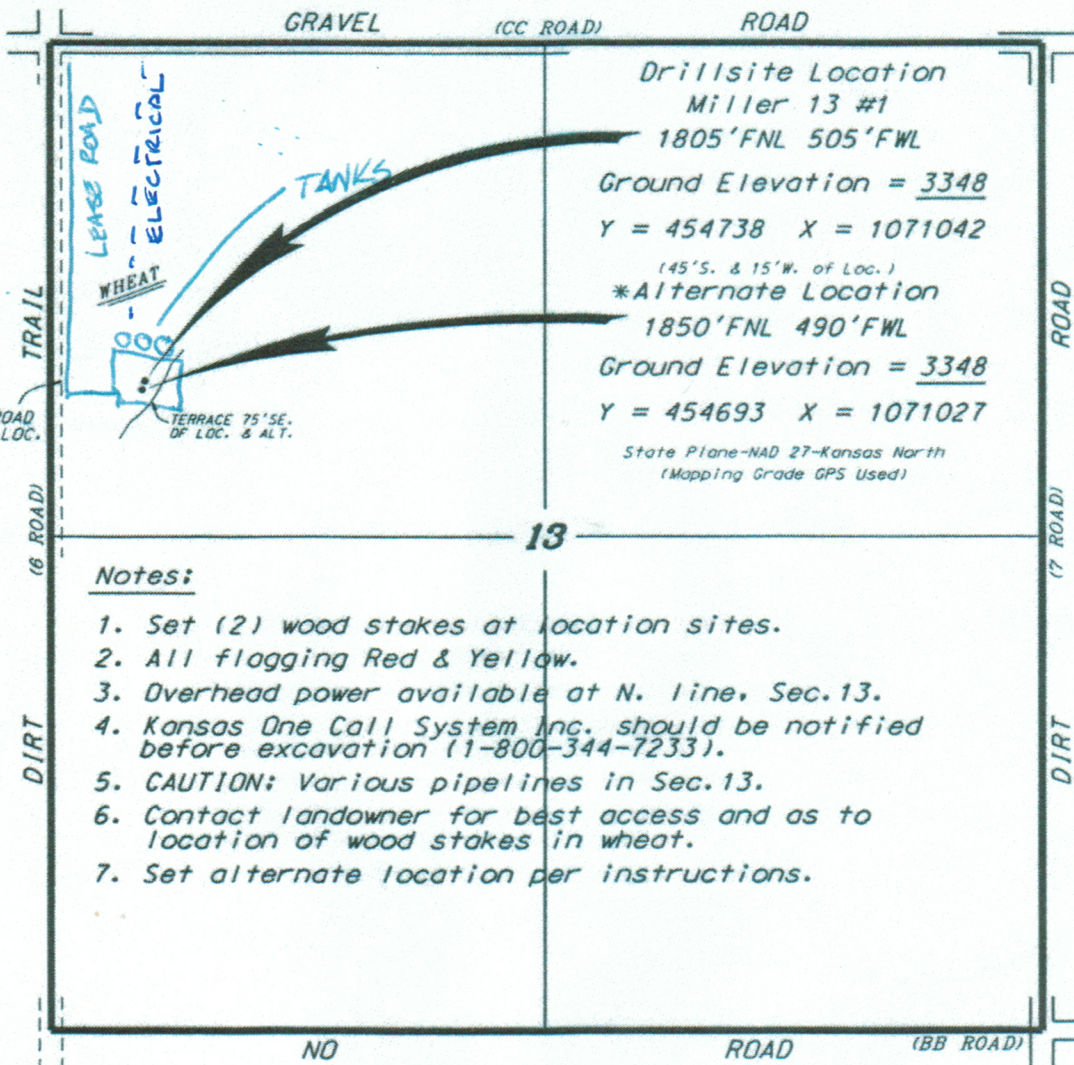 GRAVEL (CC ROAD) ROAD
Drillsite Location
Miller 13 #1
1805'FNL 505'FWL
Ground Elevation = 3348
Y = 454738 X = 1071042
(45'S. & 15'W. of Loc.)
*Alternate Location
1850'FNL 490'FWL
Ground Elevation = 3348
Y = 454693 X = 1071027
State Plane-NAD 27-Kansas North
(Mapping Grade GPS Used)
LEASE ROAD
ELECTRICAL
TANKS
WHEAT
TRAIL
ROAD
LOC.
TERRACE 75'SE.
OF LOC. & ALT.
(6 ROAD)
DIRT
ROAD
(7 ROAD)
DIRT
13
Notes:
1. Set (2) wood stakes at location sites.
2. All flagging Red & Yellow.
3. Overhead power available at N. line, Sec.13.
4. Kansas One Call System Inc. should be notified
before excavation (1-800-344-7233).
5. CAUTION: Various pipelines in Sec.13.
6. Contact landowner for best access and as to
location of wood stakes in wheat.
7. Set alternate location per instructions.
NO ROAD (BB ROAD)